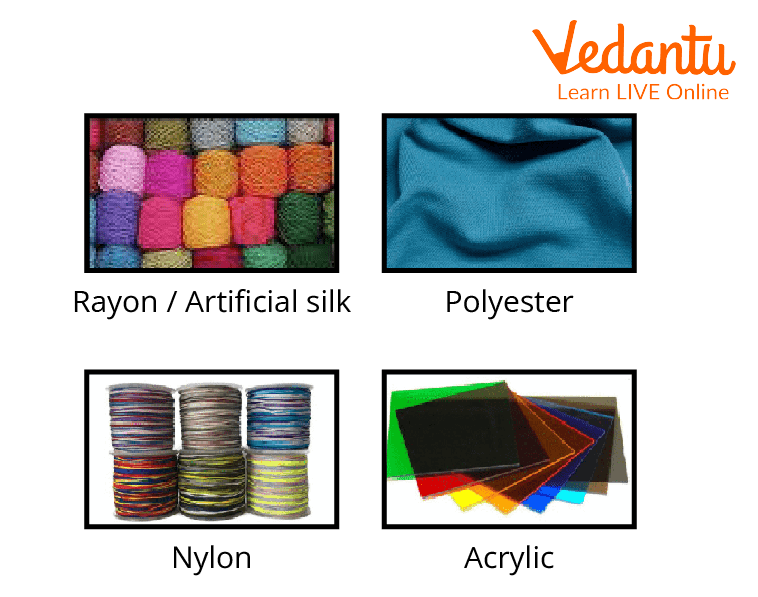 Vedantu
Learn LIVE Online
Rayon / Artificial silk
Polyester
Nylon
Acrylic